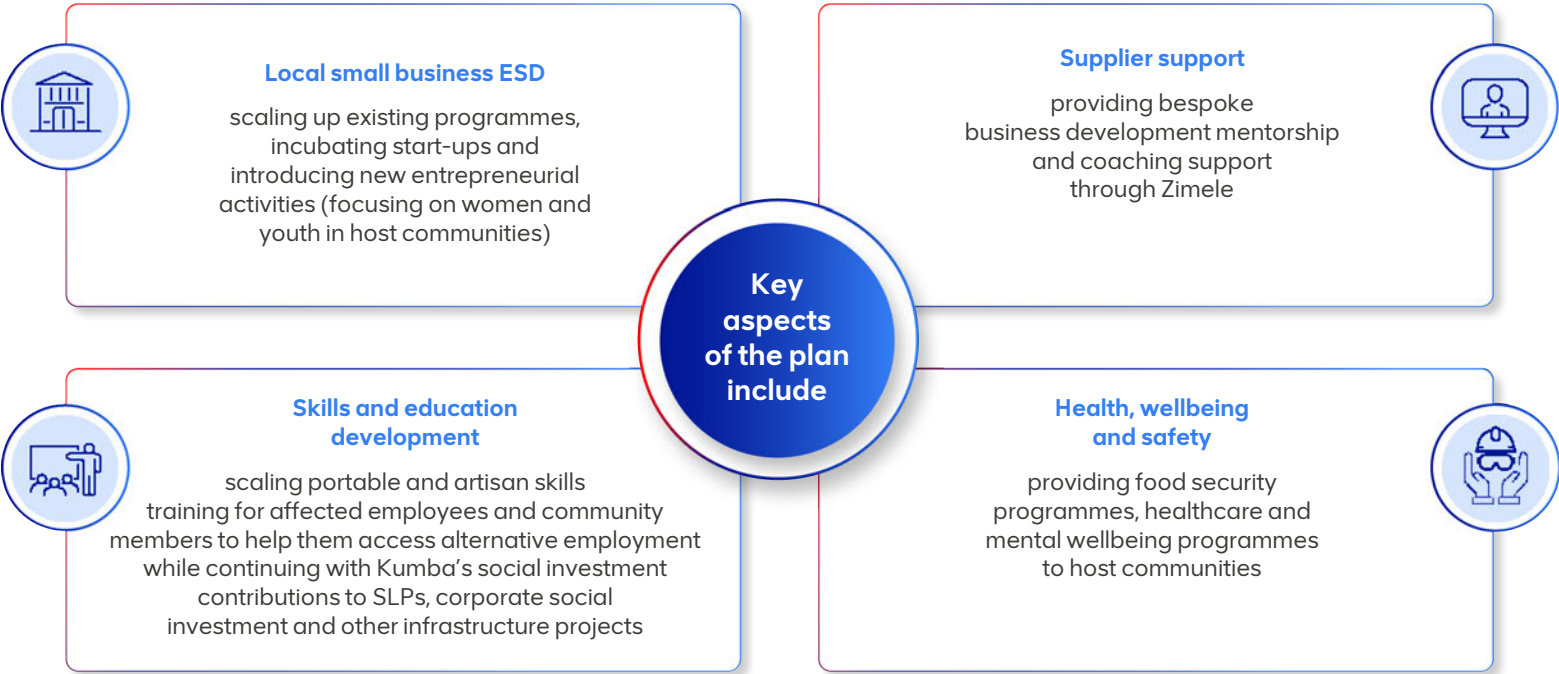 Local small business ESD
scaling up existing programmes,
incubating start-ups and
introducing new entrepreneurial
activities (focusing on women and
youth in host communities)
Supplier support
providing bespoke
business development mentorship
and coaching support
through Zimele
Key
aspects
of the plan
include
Skills and education
development
scaling portable and artisan skills
training for affected employees and community
members to help them access alternative employment
while continuing with Kumba’s social investment
contributions to SLPs, corporate social
investment and other infrastructure projects
Health, wellbeing
and safety
providing food security
programmes, healthcare and
mental wellbeing programmes
to host communities